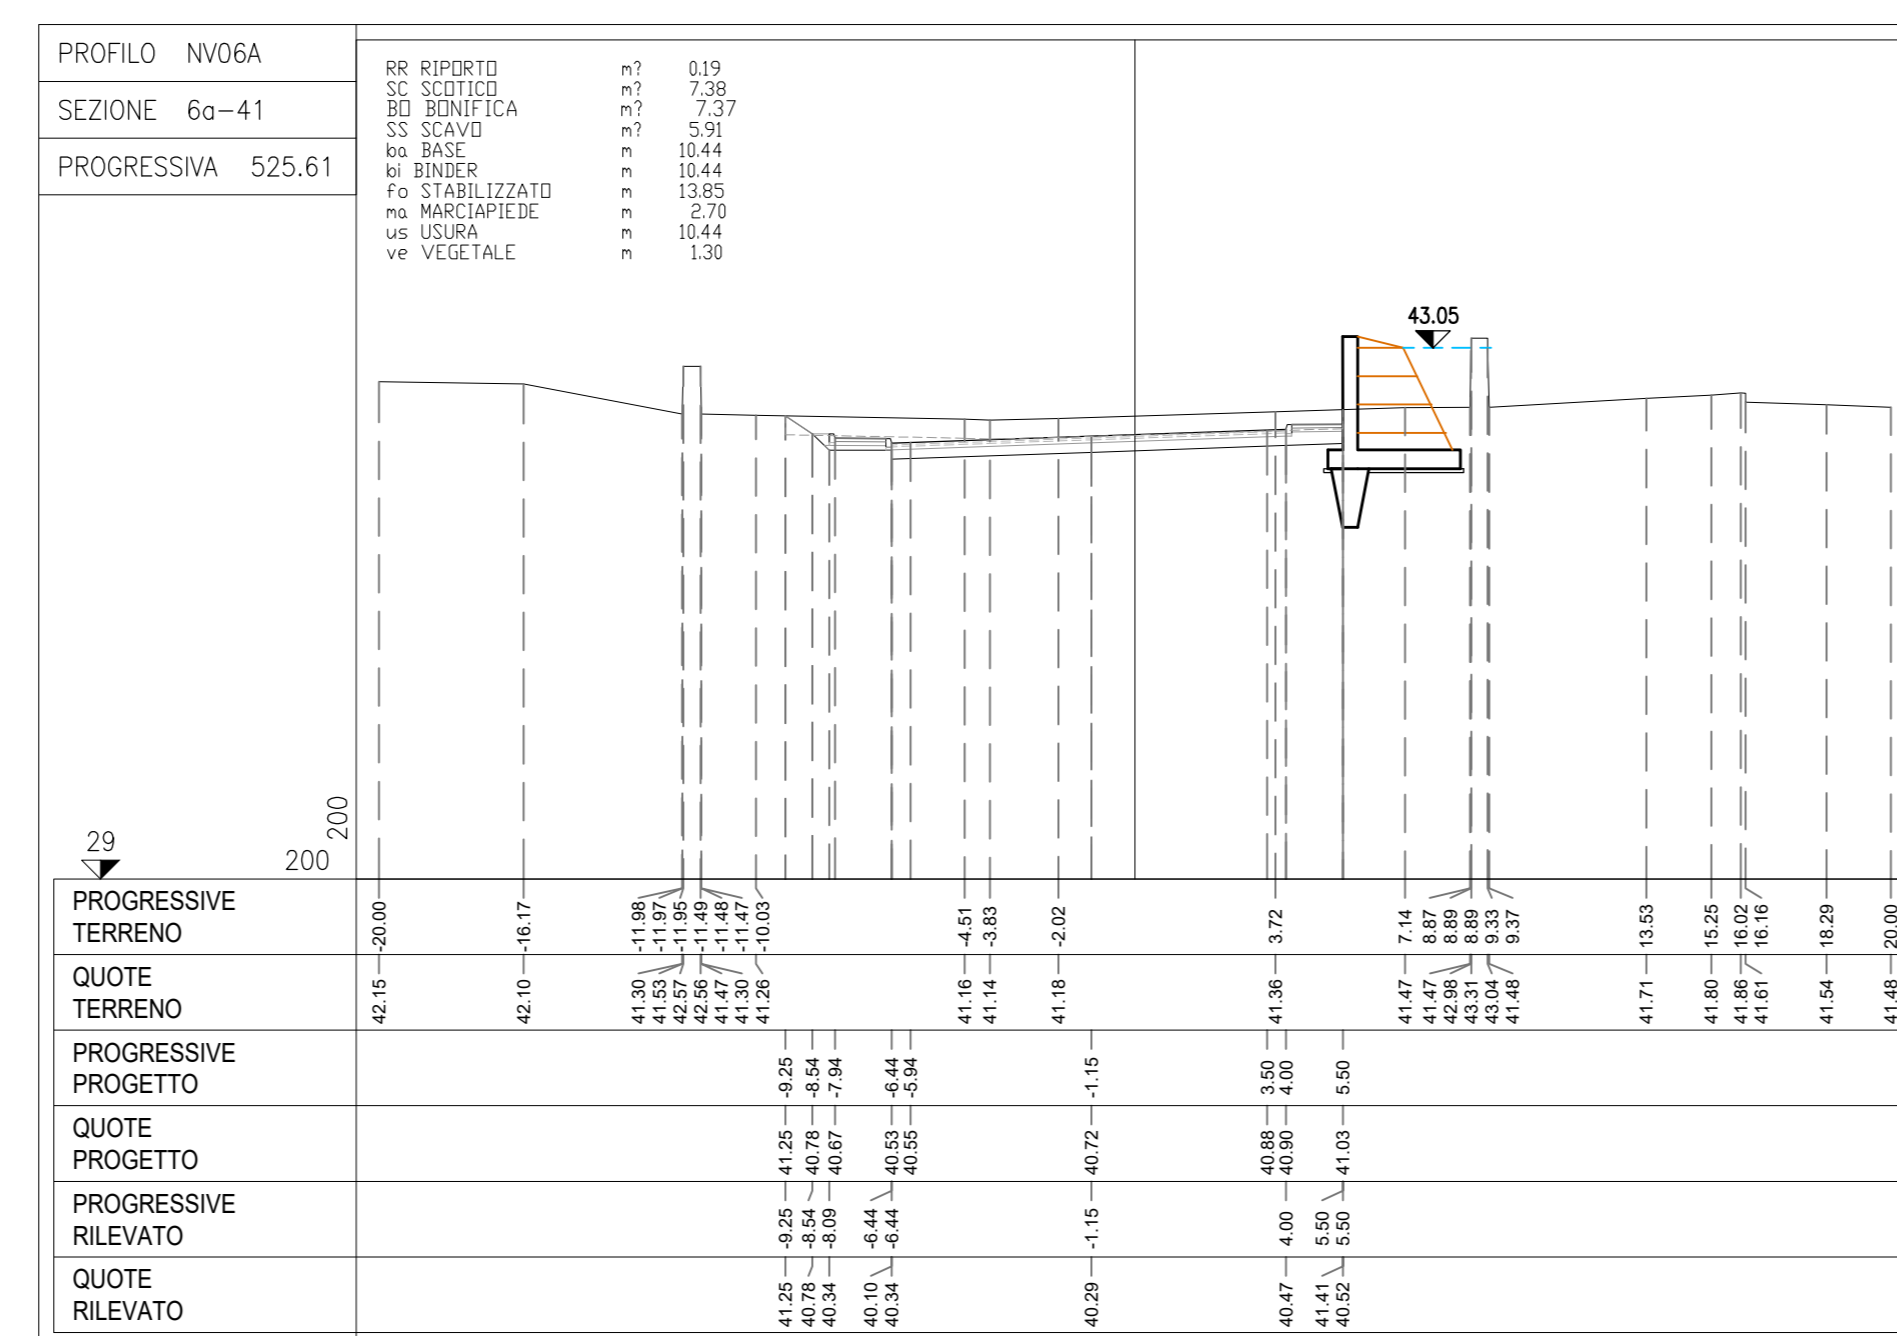 PROFILO NV06A
SEZIONE 6a-41
PROGRESSIVA 525.61
RR RIPORTO m? 0.19
SC SCOTICO m? 7.38
BO BONIFICA m? 7.37
SS SCAVO m? 5.91
ba BASE m 10.44
bi BINDER m 10.44
fo STABILIZZATO m 13.85
ma MARCIAPIEDE m 2.70
us USURA m 10.44
ve VEGETALE m 1.30
43.05
29
200
200
PROGRESSIVE TERRENO
-20.00 -16.17 -11.98 -11.97 -11.95 -11.49 -11.48 -11.47 -10.03 -4.51 -3.83 -2.02 3.72 7.14 8.87 8.89 8.89 9.33 9.37 13.53 15.25 16.02 16.16 18.29 20.00
QUOTE TERRENO
42.15 42.10 41.30 41.53 42.57 42.56 41.47 41.30 41.26 41.16 41.14 41.18 41.36 41.47 41.47 42.98 43.31 43.04 41.48 41.71 41.80 41.86 41.61 41.54 41.48
PROGRESSIVE PROGETTO
-9.25 -8.54 -7.94 -6.44 -5.94 -1.15 3.50 4.00 5.50
QUOTE PROGETTO
41.25 40.78 40.67 40.53 40.55 40.72 40.88 40.90 41.03
PROGRESSIVE RILEVATO
-9.25 -8.54 -8.09 -6.44 -6.44 -1.15 4.00 5.50 5.50
QUOTE RILEVATO
41.25 40.78 40.34 40.10 40.34 40.29 40.47 41.41 40.52